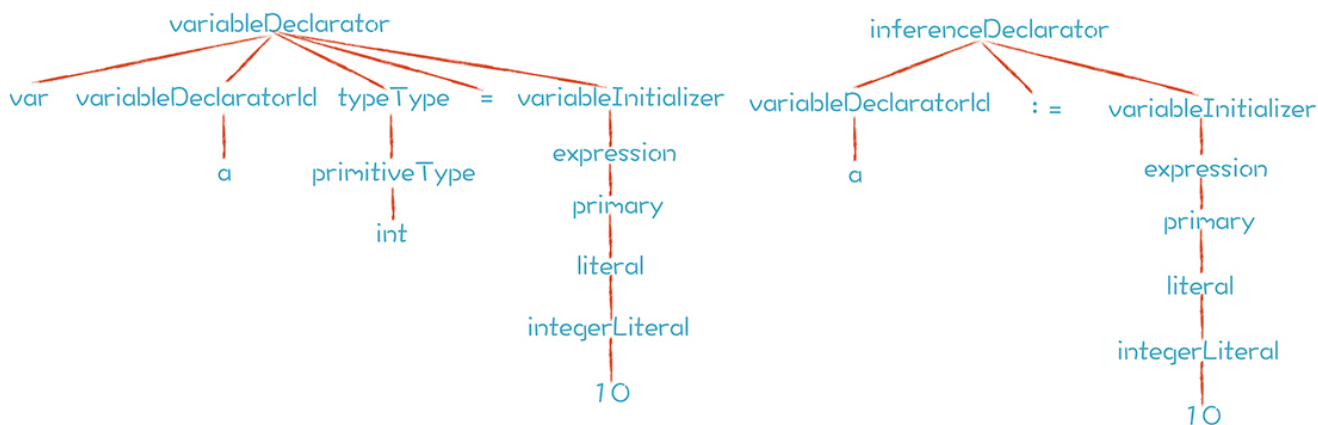 variableDeclarator
var variableDeclaratorId typeType = variableInitializer
a primitiveType expression
int primary
literal
integerLiteral
10
inferenceDeclarator
variableDeclaratorId := variableInitializer
a expression
primary
literal
integerLiteral
10